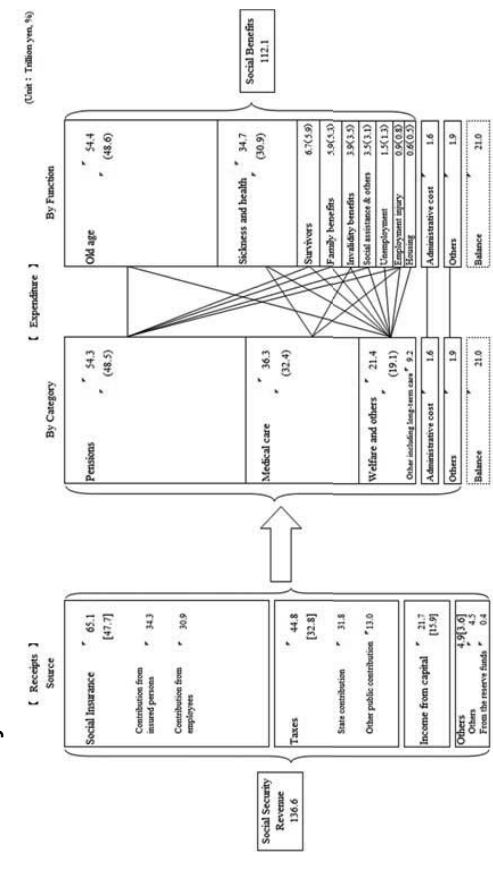 (Unit : Trillion yen, %)
【 Receipts 】
Source
Social Security
Revenue
136.6
Social Insurance 65.1
[47.7]
Contribution from
insured persons 34.3
Contribution from
employees 30.9
Taxes 44.8
[32.8]
State contribution 31.8
Other public contribution 13.0
Income from capital 21.7
[15.9]
Others 4.9[3.6]
Others 4.5
From the reserve funds 0.4
【 Expenditure 】
By Category
Pensions 54.3
(48.5)
Medical care 36.3
(32.4)
Welfare and others 21.4
(19.1)
Other including long-term care 9.2
Administrative cost 1.6
Others 1.9
Balance 21.0
By Function
Old age 54.4
(48.6)
Sickness and health 34.7
(30.9)
Survivors 6.7(5.9)
Family benefits 5.9(5.3)
Invalidity benefits 3.9(3.5)
Social assistance & others 3.5(3.1)
Unemployment 1.5(1.3)
Employment injury 0.9(0.8)
Housing 0.6(0.5)
Administrative cost 1.6
Others 1.9
Balance 21.0
Social Benefits
112.1